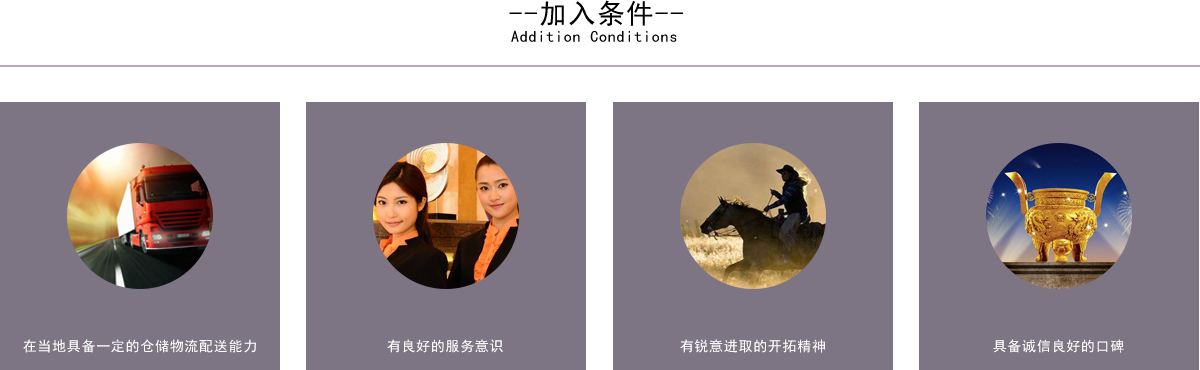 --加入条件--
Addition Conditions
在当地具备一定的仓储物流配送能力
有良好的服务意识
有锐意进取的开拓精神
具备诚信良好的口碑